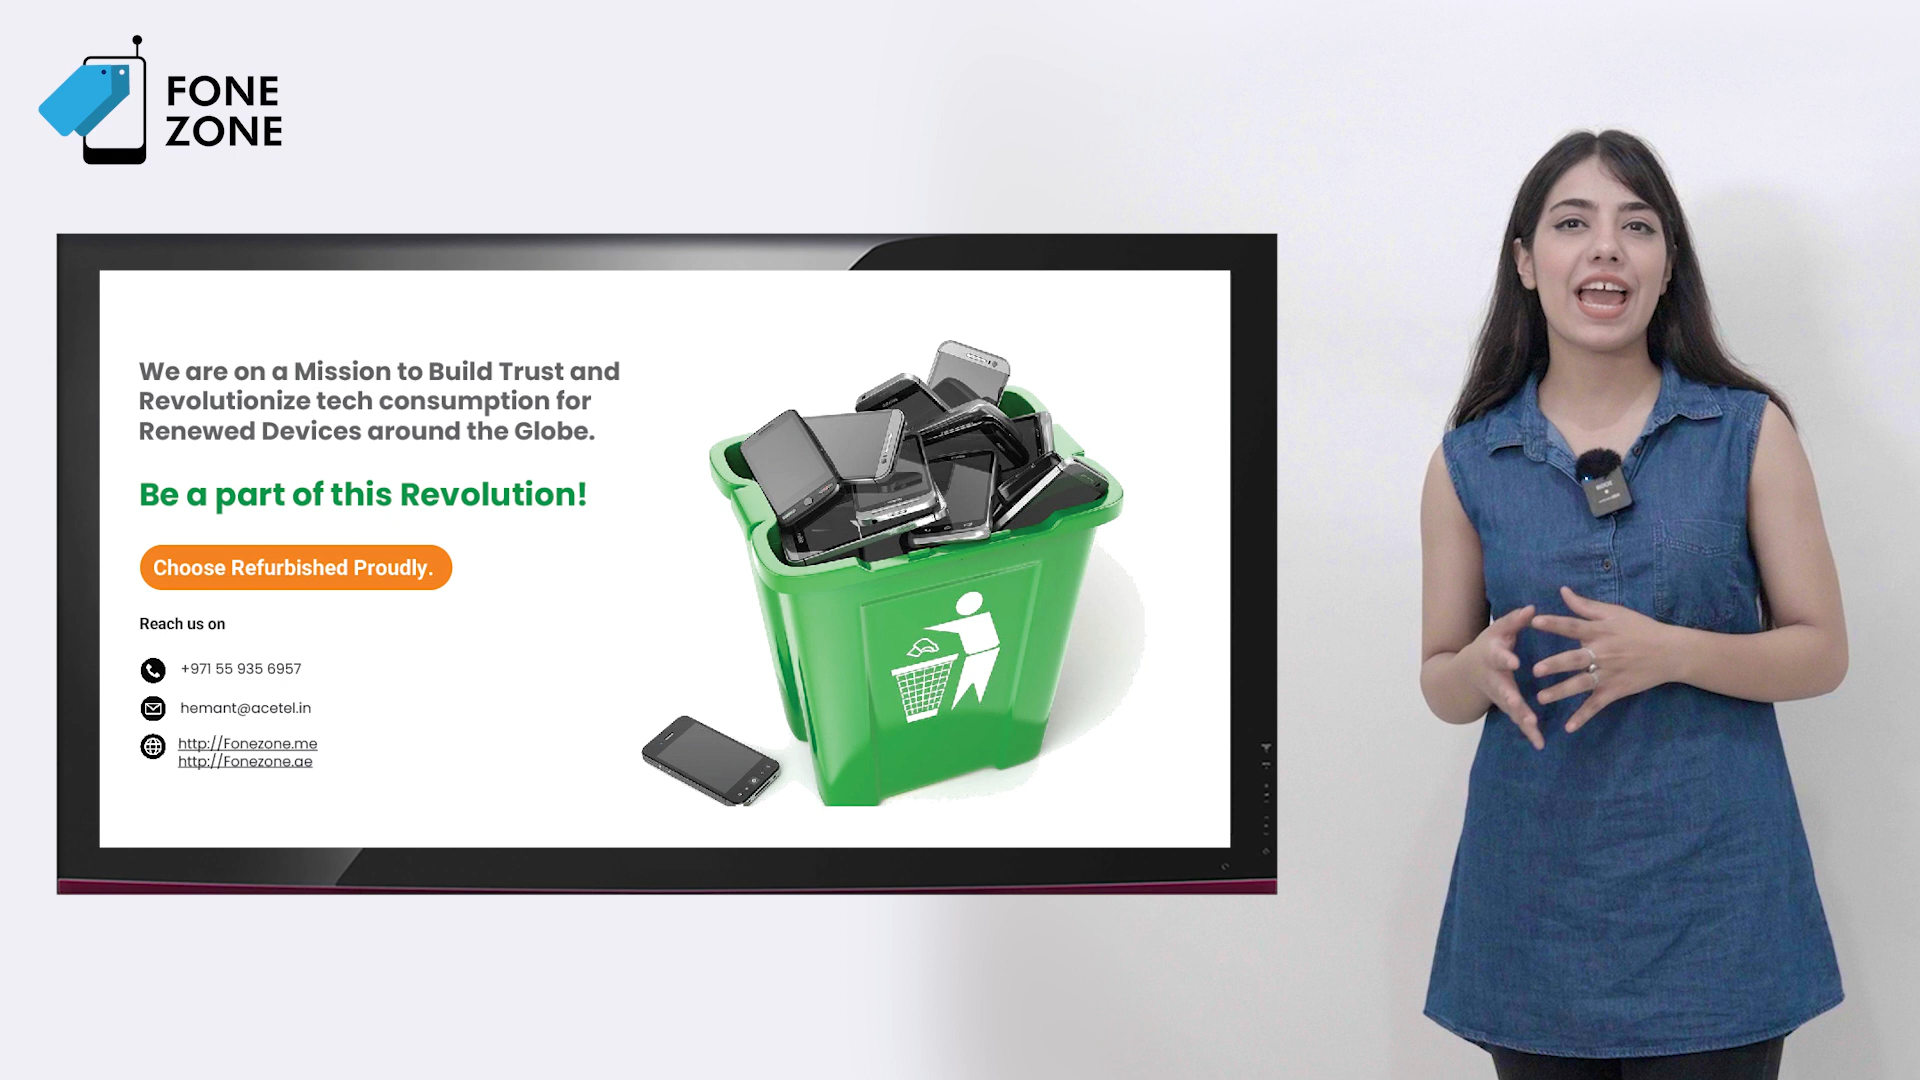 FONE
ZONE
We are on a Mission to Build Trust and
Revolutionize tech consumption for
Renewed Devices around the Globe.
Be a part of this Revolution!
Choose Refurbished Proudly.
Reach us on
+971 55 935 6957
hemant@acetel.in
http://Fonezone.me
http://Fonezone.ae